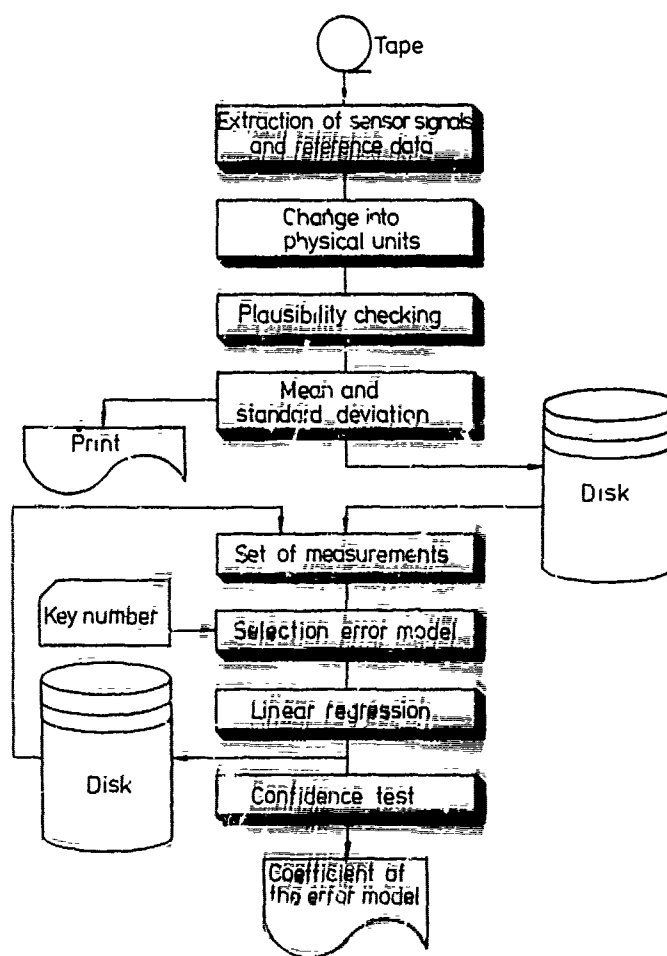 Tape
Extraction of sensor signals
and reference data
Change into
physical units
Plausibility checking
Mean and
standard deviation
Print
Disk
Set of measurements
Key number
Selection error model
Linear regression
Disk
Confidence test
Coefficient of
the error model